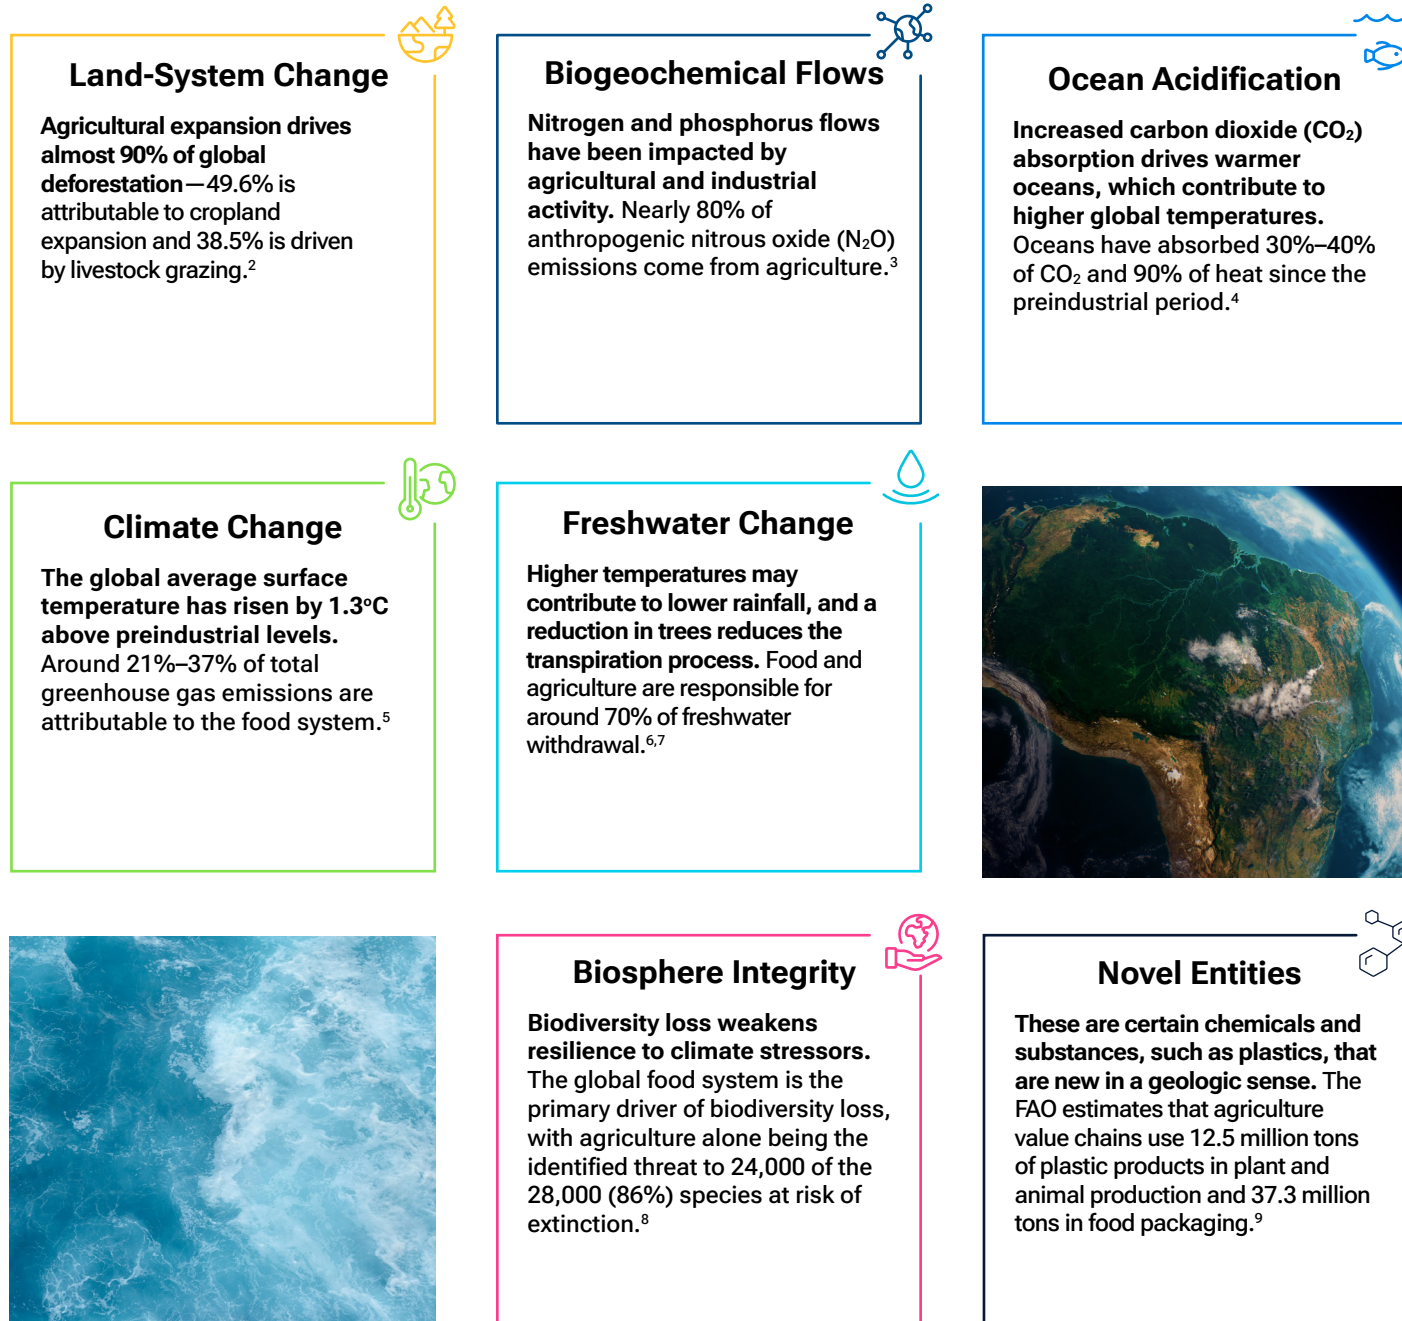 Land-System Change
Agricultural expansion drives
almost 90% of global
deforestation—49.6% is
attributable to cropland
expansion and 38.5% is driven
by livestock grazing.²
Biogeochemical Flows
Nitrogen and phosphorus flows
have been impacted by
agricultural and industrial
activity. Nearly 80% of
anthropogenic nitrous oxide (N₂O)
emissions come from agriculture.³
Ocean Acidification
Increased carbon dioxide (CO₂)
absorption drives warmer
oceans, which contribute to
higher global temperatures.
Oceans have absorbed 30%–40%
of CO₂ and 90% of heat since the
preindustrial period.⁴
Climate Change
The global average surface
temperature has risen by 1.3ºC
above preindustrial levels.
Around 21%–37% of total
greenhouse gas emissions are
attributable to the food system.⁵
Freshwater Change
Higher temperatures may
contribute to lower rainfall, and a
reduction in trees reduces the
transpiration process. Food and
agriculture are responsible for
around 70% of freshwater
withdrawal.⁶,⁷
Biosphere Integrity
Biodiversity loss weakens
resilience to climate stressors.
The global food system is the
primary driver of biodiversity loss,
with agriculture alone being the
identified threat to 24,000 of the
28,000 (86%) species at risk of
extinction.⁸
Novel Entities
These are certain chemicals and
substances, such as plastics, that
are new in a geologic sense. The
FAO estimates that agriculture
value chains use 12.5 million tons
of plastic products in plant and
animal production and 37.3 million
tons in food packaging.⁹